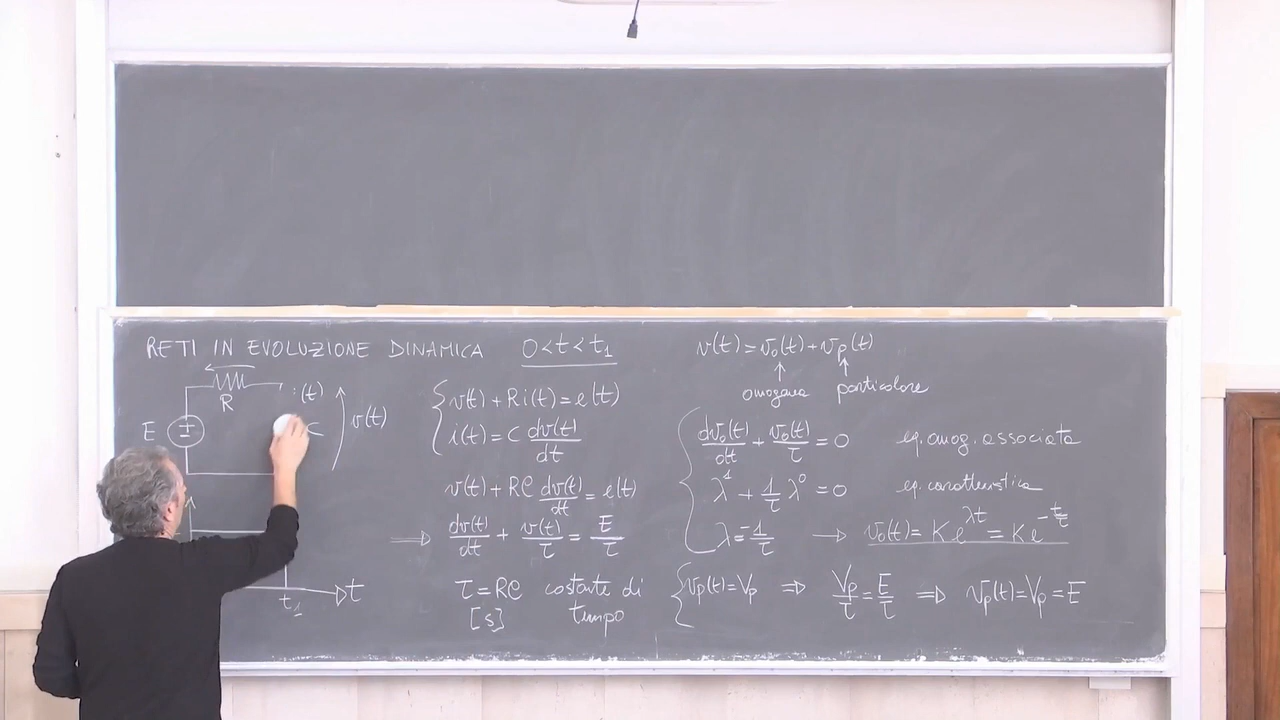 RETI IN EVOLUZIONE DINAMICA 0<t<t₁
R
i(t)
E
C
v(t)
t₁
t
v(t) + Ri(t) = e(t)
i(t) = C dv(t)/dt
v(t) + RC dv(t)/dt = e(t)
⇒ dv(t)/dt + v(t)/τ = E/τ
τ = RC costante di
[s] tempo
v(t) = v₀(t) + vₚ(t)
↑ ↑
omogenea particolare
dv₀(t)/dt + v₀(t)/τ = 0 eq. omog. associata
λ¹ + 1/τ λ⁰ = 0 eq. caratteristica
λ = -1/τ → v₀(t) = K e^λt = K e^-t/τ
vₚ(t) = Vₚ ⇒ Vₚ/τ = E/τ ⇒ vₚ(t) = Vₚ = E